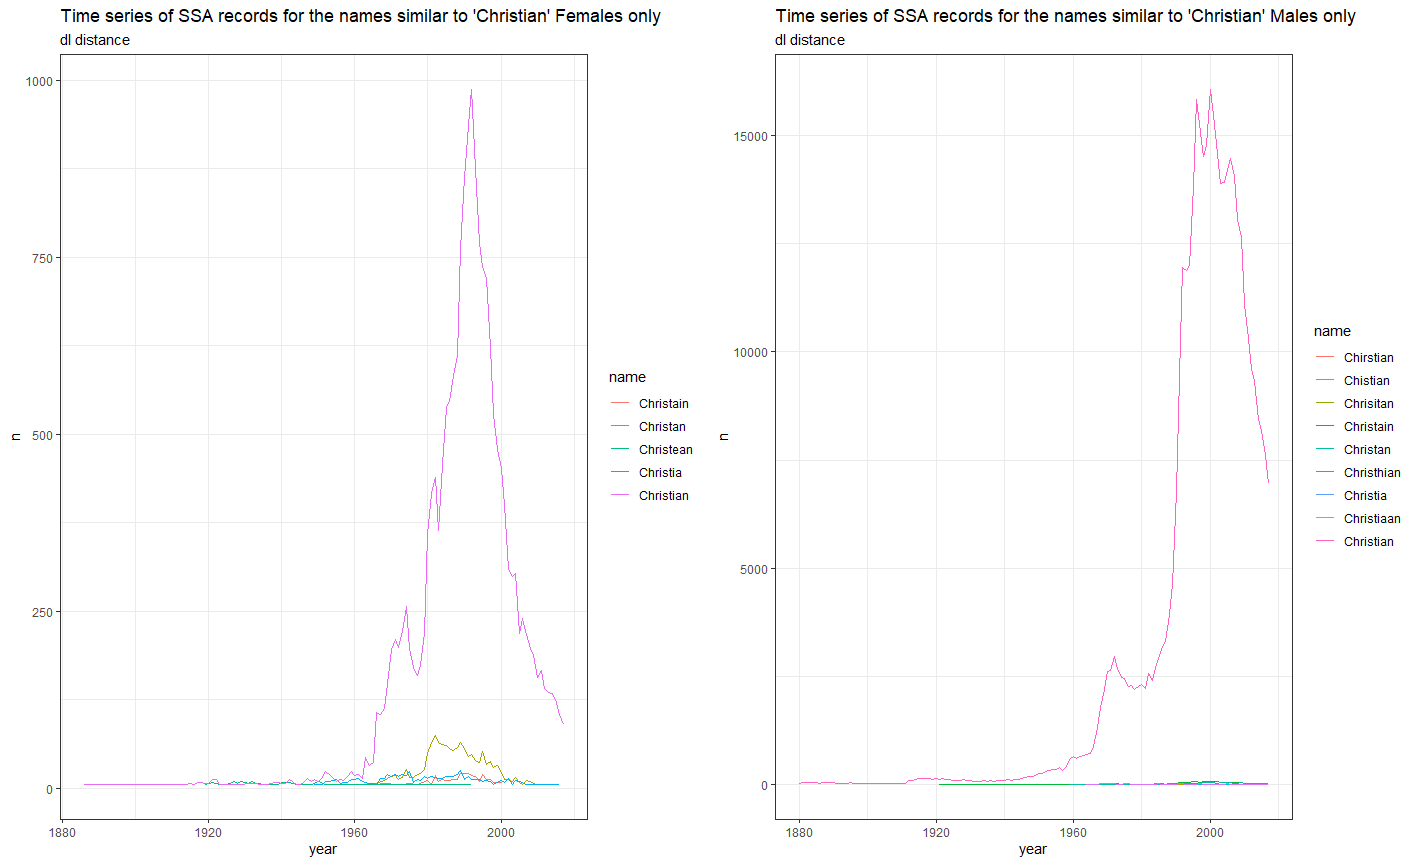 Time series of SSA records for the names similar to 'Christian' Females only
dl distance
1000
750
500
250
0
n
1880
1920
1960
2000
year
name
Christain
Christan
Christean
Christia
Christian
Time series of SSA records for the names similar to 'Christian' Males only
dl distance
15000
10000
5000
0
n
1880
1920
1960
2000
year
name
Chirstian
Chistian
Chrisitan
Christain
Christan
Christhian
Christia
Christiaan
Christian